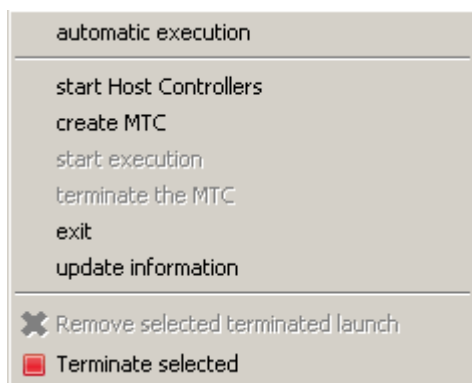 automatic execution
start Host Controllers
create MTC
start execution
terminate the MTC
exit
update information
Remove selected terminated launch
Terminate selected